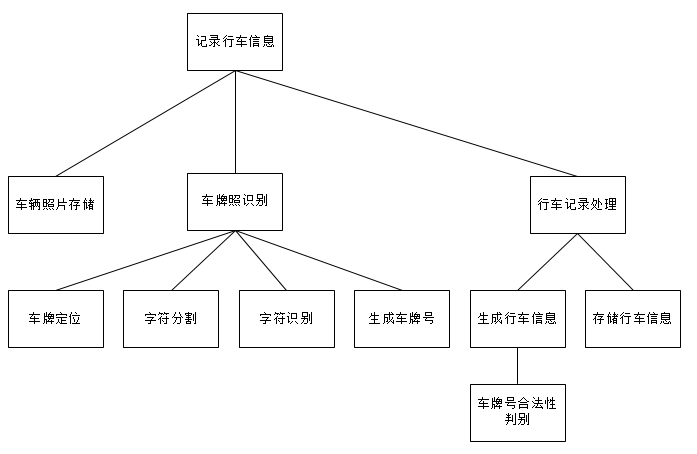 记录行车信息
车辆照片存储
车牌照识别
行车记录处理
车牌定位
字符分割
字符识别
生成车牌号
生成行车信息
存储行车信息
车牌号合法性
判别